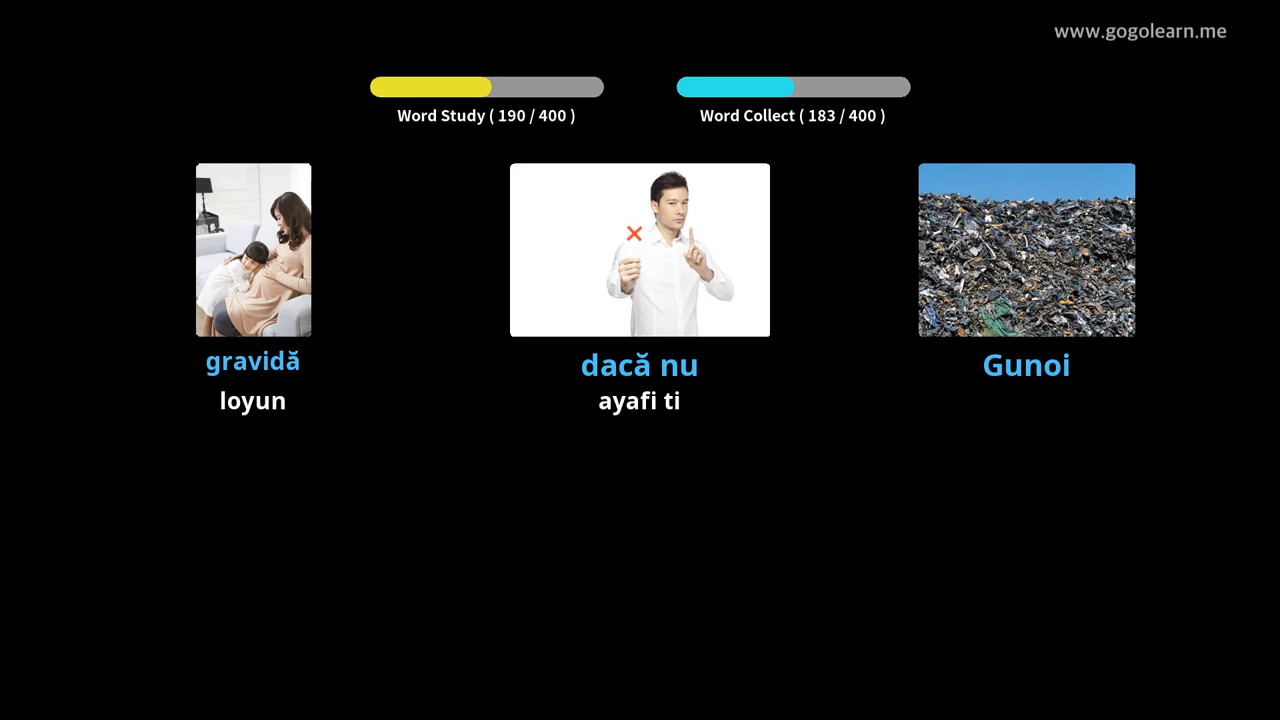 www.gogolearn.me
Word Study ( 190 / 400 )
Word Collect ( 183 / 400 )
gravidă
loyun
dacă nu
ayafi ti
Gunoi